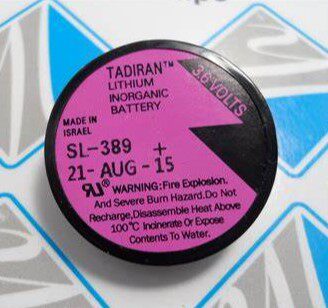 TADIRAN™
LITHIUM
INORGANIC
BATTERY
3.6 VOLTS
MADE IN
ISRAEL
SL-389 +
21-AUG-15
WARNING: Fire Explosion,
And Severe Burn Hazard. Do Not
Recharge, Disassemble Heat Above
100°C Incinerate Or Expose
Contents To Water.